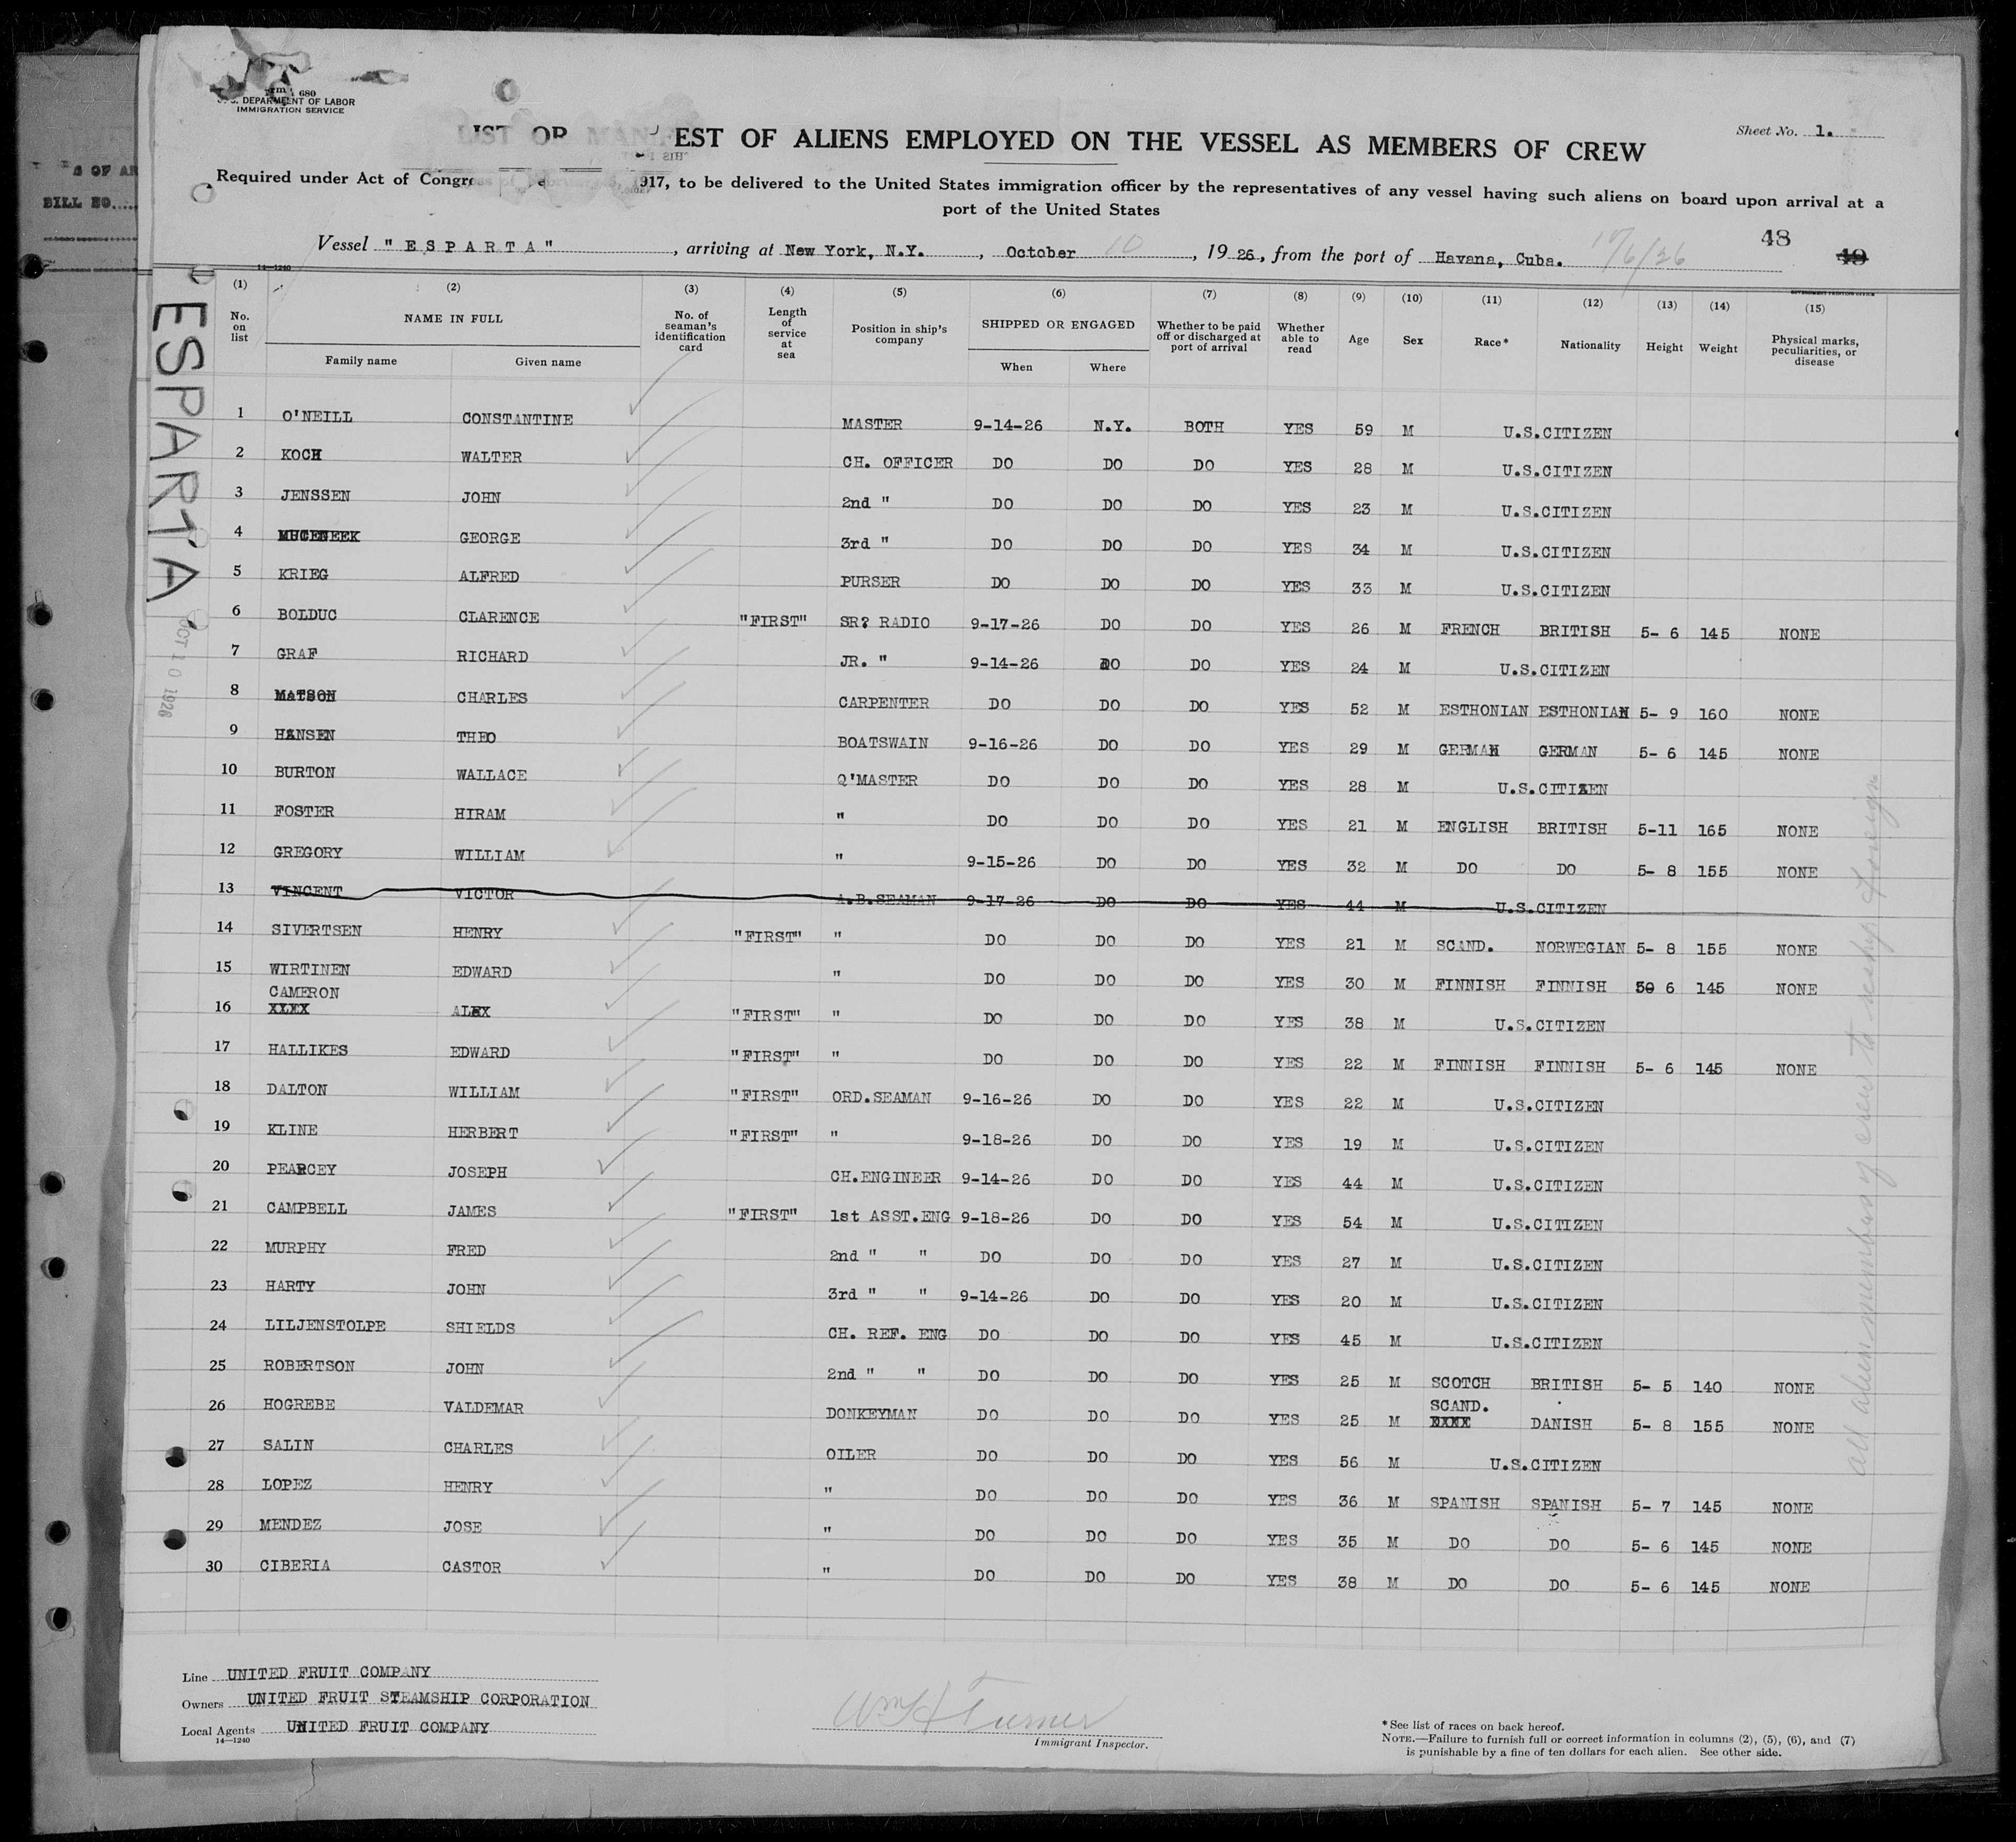 Form 680
U. S. DEPARTMENT OF LABOR
IMMIGRATION SERVICE
Sheet No. 1.
LIST OR MANIFEST OF ALIENS EMPLOYED ON THE VESSEL AS MEMBERS OF CREW
Required under Act of Congress of February 5, 1917, to be delivered to the United States immigration officer by the representatives of any vessel having such aliens on board upon arrival at a
port of the United States
Vessel "ESPARTA", arriving at New York, N.Y., October 10, 1926, from the port of Havana, Cuba. 10/6/26 48 49
14—1240
(1) (2) (3) (4) (5) (6) (7) (8) (9) (10) (11) (12) (13) (14) (15)
No. on list NAME IN FULL Family name Given name No. of seaman's identification card Length of service at sea Position in ship's company SHIPPED OR ENGAGED When Where Whether to be paid off or discharged at port of arrival Whether able to read Age Sex Race* Nationality Height Weight Physical marks, peculiarities, or disease
1 O'NEILL CONSTANTINE MASTER 9-14-26 N.Y. BOTH YES 59 M U.S.CITIZEN
2 KOCH WALTER CH. OFFICER DO DO DO YES 28 M U.S.CITIZEN
3 JENSSEN JOHN 2nd " DO DO DO YES 23 M U.S.CITIZEN
4 GEORGE 3rd " DO DO DO YES 34 M U.S.CITIZEN
5 KRIEG ALFRED PURSER DO DO DO YES 33 M U.S.CITIZEN
6 BOLDUC CLARENCE "FIRST" SR? RADIO 9-17-26 DO DO YES 26 M FRENCH BRITISH 5- 6 145 NONE
7 GRAF RICHARD JR. " 9-14-26 DO DO YES 24 M U.S.CITIZEN
8 MATSON CHARLES CARPENTER DO DO DO YES 52 M ESTHONIAN ESTHONIAN 5- 9 160 NONE
9 HANSEN THEO BOATSWAIN 9-16-26 DO DO YES 29 M GERMAN GERMAN 5- 6 145 NONE
10 BURTON WALLACE Q'MASTER DO DO DO YES 28 M U.S.CITIZEN
11 FOSTER HIRAM " DO DO DO YES 21 M ENGLISH BRITISH 5-11 165 NONE
12 GREGORY WILLIAM " 9-15-26 DO DO YES 32 M DO DO 5- 8 155 NONE
13 VINCENT VICTOR A.B.SEAMAN 9-17-26 DO DO YES 44 M U.S.CITIZEN
14 SIVERTSEN HENRY "FIRST" " DO DO DO YES 21 M SCAND. NORWEGIAN 5- 8 155 NONE
15 WIRTINEN EDWARD " DO DO DO YES 30 M FINNISH FINNISH 50 6 145 NONE
CAMERON
16 XLEX ALEX "FIRST" " DO DO DO YES 38 M U.S.CITIZEN
17 HALLIKES EDWARD "FIRST" " DO DO DO YES 22 M FINNISH FINNISH 5- 6 145 NONE
18 DALTON WILLIAM "FIRST" ORD.SEAMAN 9-16-26 DO DO YES 22 M U.S.CITIZEN
19 KLINE HERBERT "FIRST" " 9-18-26 DO DO YES 19 M U.S.CITIZEN
20 PEARCEY JOSEPH CH.ENGINEER 9-14-26 DO DO YES 44 M U.S.CITIZEN
21 CAMPBELL JAMES "FIRST" 1st ASST.ENG 9-18-26 DO DO YES 54 M U.S.CITIZEN
22 MURPHY FRED 2nd " " DO DO DO YES 27 M U.S.CITIZEN
23 HARTY JOHN 3rd " " 9-14-26 DO DO YES 20 M U.S.CITIZEN
24 LILJENSTOLPE SHIELDS CH. REF. ENG DO DO DO YES 45 M U.S.CITIZEN
25 ROBERTSON JOHN 2nd " " DO DO DO YES 25 M SCOTCH BRITISH 5- 5 140 NONE
SCAND.
26 HOGREBE VALDEMAR DONKEYMAN DO DO DO YES 25 M DANISH 5- 8 155 NONE
27 SALIN CHARLES OILER DO DO DO YES 56 M U.S.CITIZEN
28 LOPEZ HENRY " DO DO DO YES 36 M SPANISH SPANISH 5- 7 145 NONE
29 MENDEZ JOSE " DO DO DO YES 35 M DO DO 5- 6 145 NONE
30 CIBERIA CASTOR " DO DO DO YES 38 M DO DO 5- 6 145 NONE
ESPARTA
OCT 10 1926
all alien members of crew to reship foreign
Line UNITED FRUIT COMPANY
Owners UNITED FRUIT STEAMSHIP CORPORATION
Local Agents UNITED FRUIT COMPANY
14—1240
Wm H Turner
Immigrant Inspector.
*See list of races on back hereof.
NOTE.—Failure to furnish full or correct information in columns (2), (5), (6), and (7)
is punishable by a fine of ten dollars for each alien. See other side.
BILL NO.